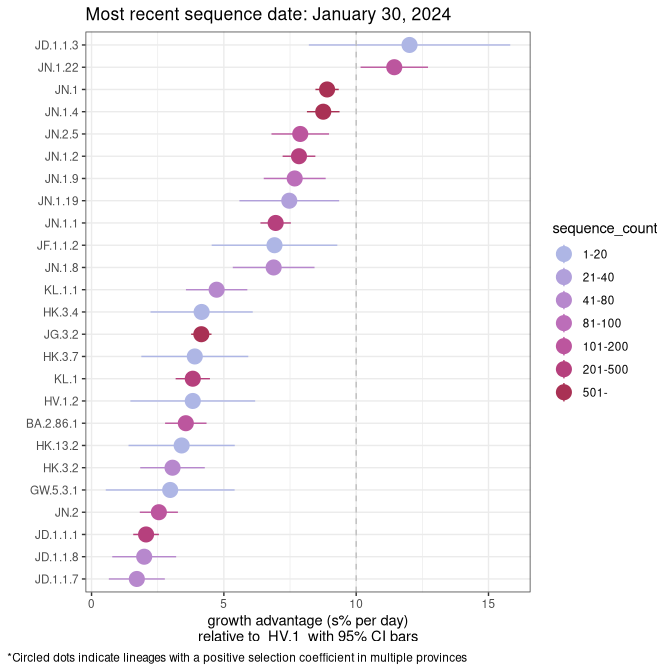 Most recent sequence date: January 30, 2024
JD.1.1.3
JN.1.22
JN.1
JN.1.4
JN.2.5
JN.1.2
JN.1.9
JN.1.19
JN.1.1
JF.1.1.2
JN.1.8
KL.1.1
HK.3.4
JG.3.2
HK.3.7
KL.1
HV.1.2
BA.2.86.1
HK.13.2
HK.3.2
GW.5.3.1
JN.2
JD.1.1.1
JD.1.1.8
JD.1.1.7
0 5 10 15
growth advantage (s% per day)
relative to HV.1 with 95% CI bars
sequence_count
1-20
21-40
41-80
81-100
101-200
201-500
501-
*Circled dots indicate lineages with a positive selection coefficient in multiple provinces